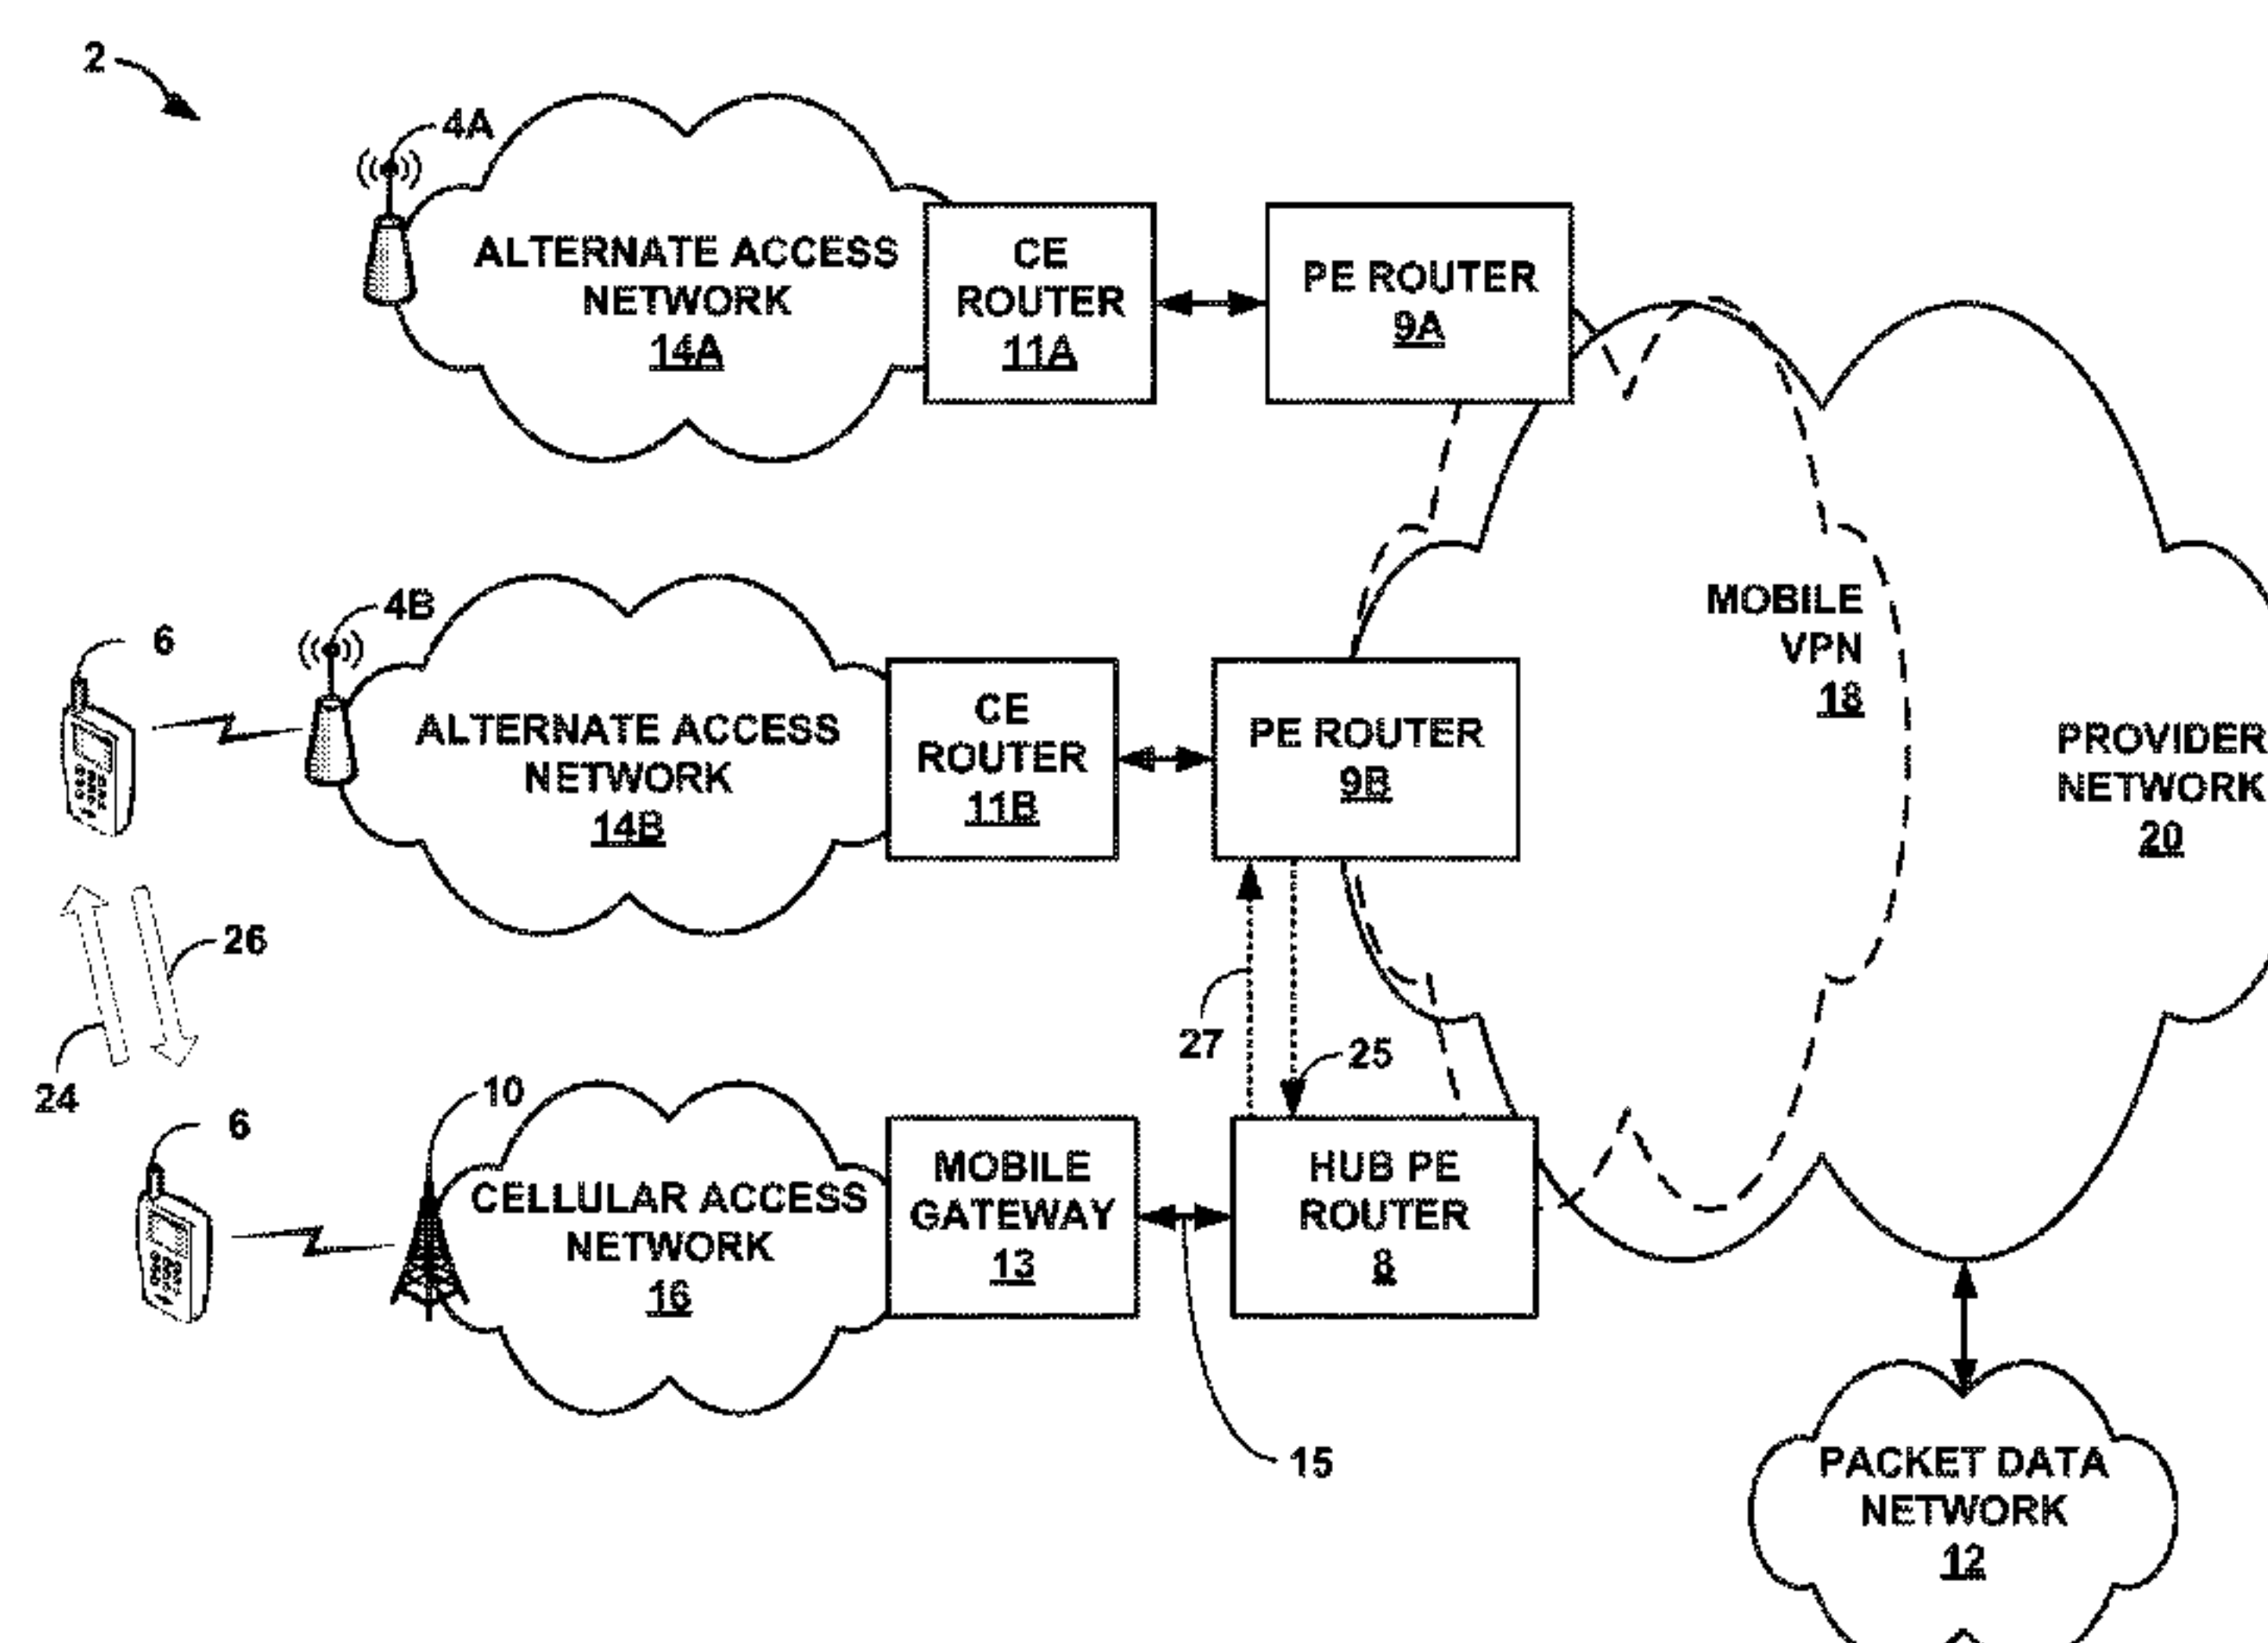 2
4A
ALTERNATE ACCESS
NETWORK
14A
CE
ROUTER
11A
PE ROUTER
9A
6
4B
ALTERNATE ACCESS
NETWORK
14B
CE
ROUTER
11B
PE ROUTER
9B
MOBILE
VPN
18
PROVIDER
NETWORK
20
26
24
27
25
6
10
CELLULAR ACCESS
NETWORK
16
MOBILE
GATEWAY
13
HUB PE
ROUTER
8
15
PACKET DATA
NETWORK
12